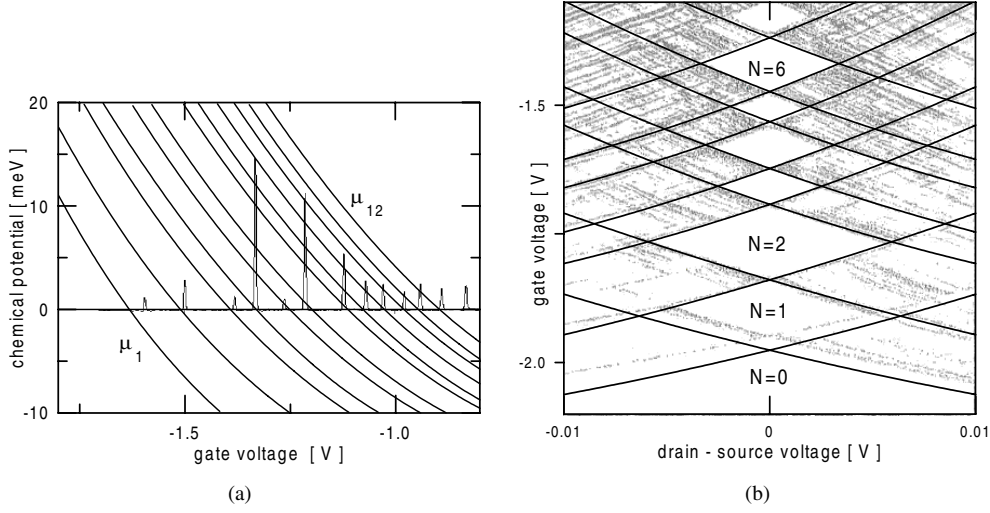 20
10
0
-10
chemical potential [ meV ]
μ1
μ12
-1.5
-1.0
gate voltage [ V ]
(a)
N=6
-1.5
N=2
gate voltage [ V ]
N=1
-2.0
N=0
-0.01
0
0.01
drain - source voltage [ V ]
(b)